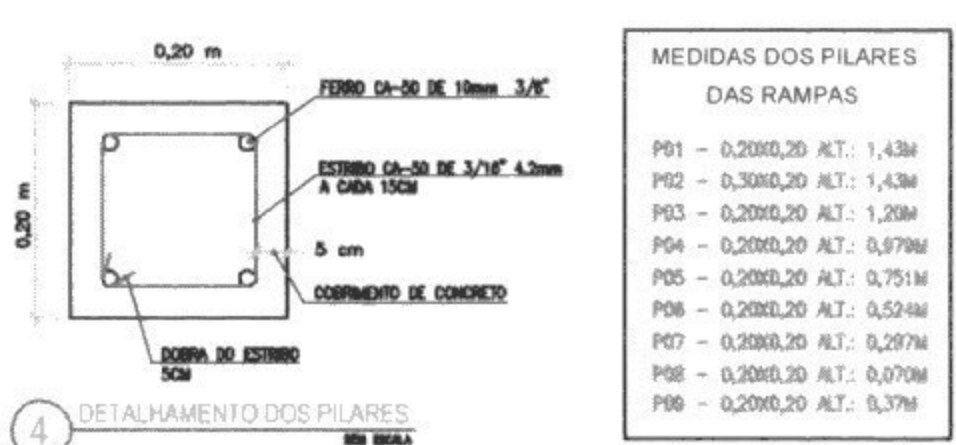 0,20 m
FERRO CA-50 DE 10mm 3/8"
ESTRIBO CA-50 DE 3/16" 4.2mm
A CADA 15CM
0,20 m
5 cm
COBRIMENTO DE CONCRETO
DOBRA DO ESTRIBO
5CM
4 DETALHAMENTO DOS PILARES
SEM ESCALA
MEDIDAS DOS PILARES
DAS RAMPAS
P01 - 0,20X0,20 ALT.: 1,43M
P02 - 0,30X0,20 ALT.: 1,43M
P03 - 0,20X0,20 ALT.: 1,20M
P04 - 0,20X0,20 ALT.: 0,979M
P05 - 0,20X0,20 ALT.: 0,751M
P06 - 0,20X0,20 ALT.: 0,524M
P07 - 0,20X0,20 ALT.: 0,297M
P08 - 0,20X0,20 ALT.: 0,070M
P09 - 0,20X0,20 ALT.: 0,37M